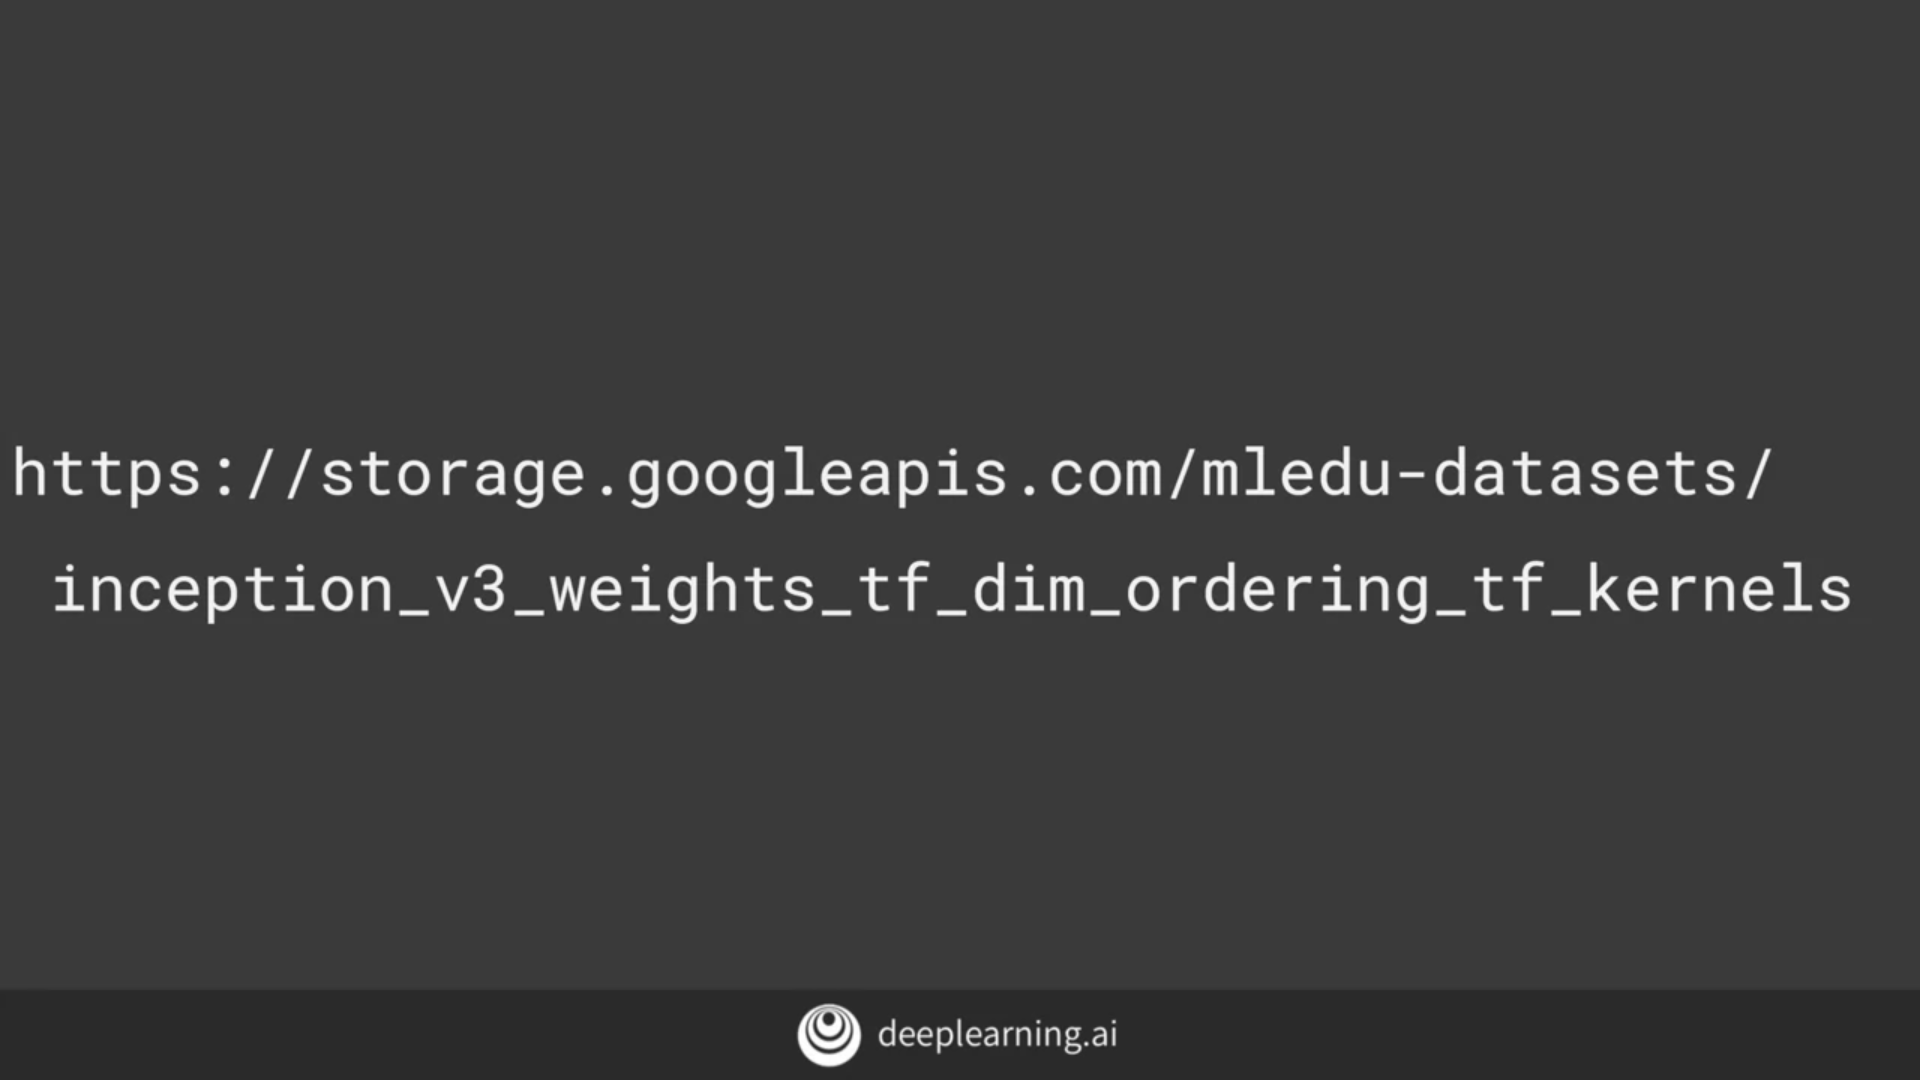 https://storage.googleapis.com/mledu-datasets/
inception_v3_weights_tf_dim_ordering_tf_kernels
deeplearning.ai